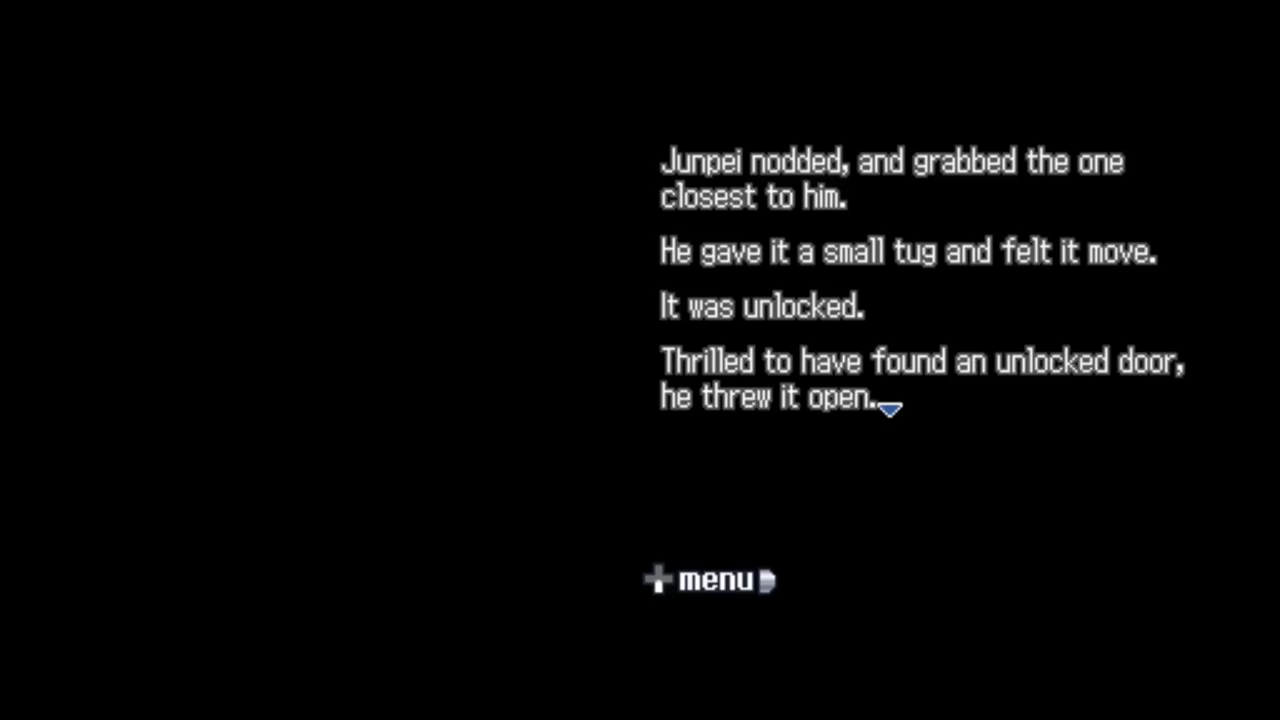 Junpei nodded, and grabbed the one
closest to him.
He gave it a small tug and felt it move.
It was unlocked.
Thrilled to have found an unlocked door,
he threw it open.
menu